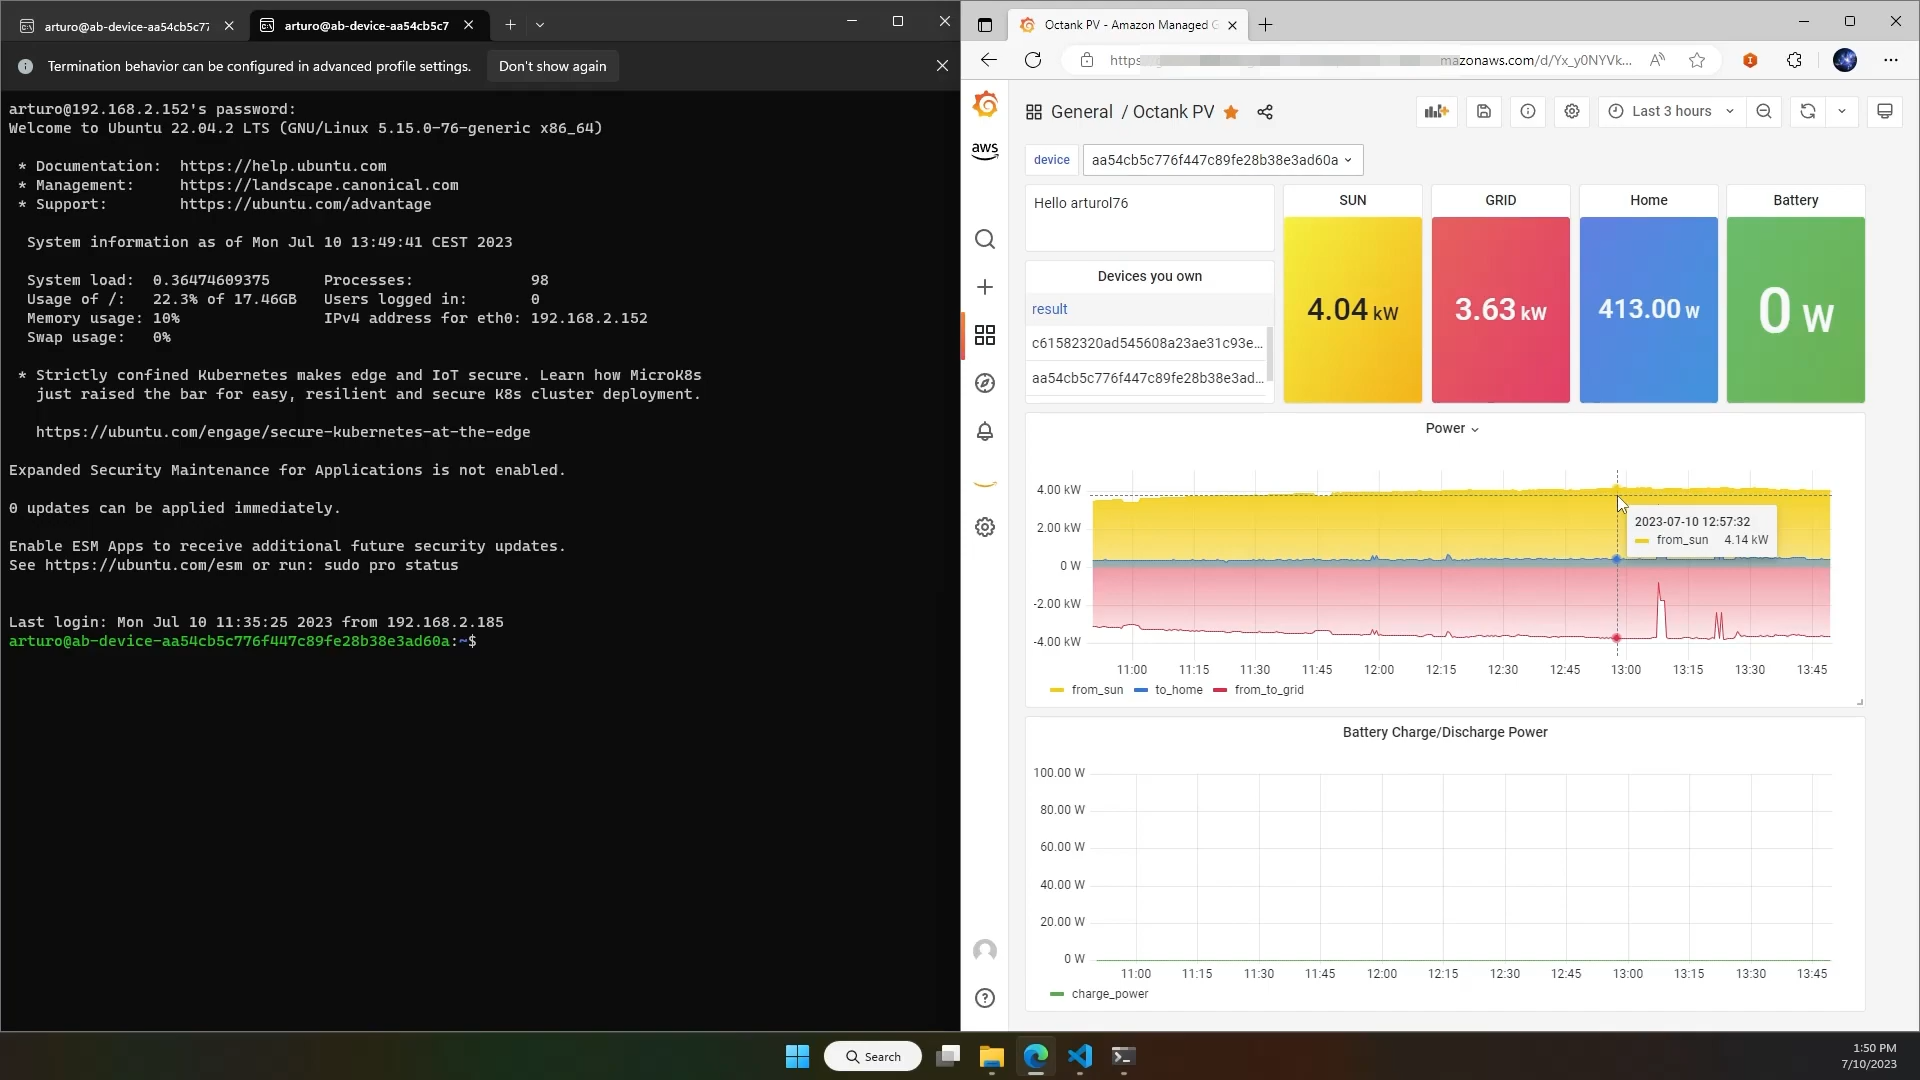 arturo@ab-device-aa54cb5c77
arturo@ab-device-aa54cb5c7
Termination behavior can be configured in advanced profile settings.
Don't show again
arturo@192.168.2.152's password:
Welcome to Ubuntu 22.04.2 LTS (GNU/Linux 5.15.0-76-generic x86_64)
* Documentation: https://help.ubuntu.com
* Management: https://landscape.canonical.com
* Support: https://ubuntu.com/advantage
System information as of Mon Jul 10 13:49:41 CEST 2023
System load: 0.36474609375 Processes: 98
Usage of /: 22.3% of 17.46GB Users logged in: 0
Memory usage: 10% IPv4 address for eth0: 192.168.2.152
Swap usage: 0%
* Strictly confined Kubernetes makes edge and IoT secure. Learn how MicroK8s
just raised the bar for easy, resilient and secure K8s cluster deployment.
https://ubuntu.com/engage/secure-kubernetes-at-the-edge
Expanded Security Maintenance for Applications is not enabled.
0 updates can be applied immediately.
Enable ESM Apps to receive additional future security updates.
See https://ubuntu.com/esm or run: sudo pro status
Last login: Mon Jul 10 11:35:25 2023 from 192.168.2.185
arturo@ab-device-aa54cb5c776f447c89fe28b38e3ad60a:~$
Octank PV - Amazon Managed G
https
mazonaws.com/d/Yx_y0NYVk...
aws
General / Octank PV
Last 3 hours
device
aa54cb5c776f447c89fe28b38e3ad60a
Hello arturol76
Devices you own
result
c61582320ad545608a23ae31c93e...
aa54cb5c776f447c89fe28b38e3ad...
SUN
4.04 kW
GRID
3.63 kW
Home
413.00 W
Battery
0 W
Power
4.00 kW
2.00 kW
0 W
-2.00 kW
-4.00 kW
2023-07-10 12:57:32
from_sun 4.14 kW
11:00 11:15 11:30 11:45 12:00 12:15 12:30 12:45 13:00 13:15 13:30 13:45
from_sun to_home from_to_grid
Battery Charge/Discharge Power
100.00 W
80.00 W
60.00 W
40.00 W
20.00 W
0 W
11:00 11:15 11:30 11:45 12:00 12:15 12:30 12:45 13:00 13:15 13:30 13:45
charge_power
Search
1:50 PM
7/10/2023